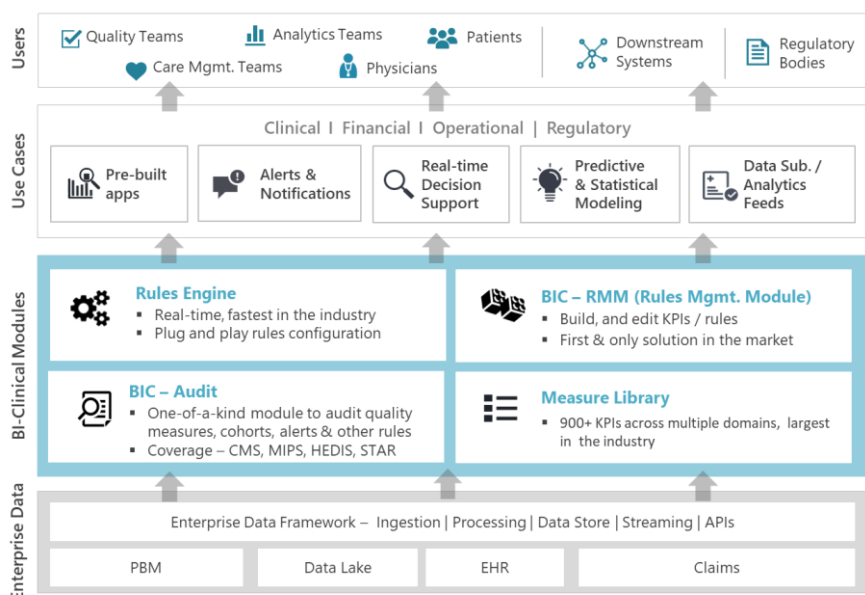 Users
Quality Teams
Analytics Teams
Patients
Care Mgmt. Teams
Physicians
Downstream
Systems
Regulatory
Bodies
Use Cases
Clinical I Financial I Operational | Regulatory
Pre-built
apps
Alerts &
Notifications
Real-time
Decision
Support
Predictive
& Statistical
Modeling
Data Sub. /
Analytics
Feeds
BI-Clinical Modules
Rules Engine
▪ Real-time, fastest in the industry
▪ Plug and play rules configuration
BIC – RMM (Rules Mgmt. Module)
▪ Build, and edit KPIs / rules
▪ First & only solution in the market
BIC – Audit
▪ One-of-a-kind module to audit quality
measures, cohorts, alerts & other rules
▪ Coverage – CMS, MIPS, HEDIS, STAR
Measure Library
▪ 900+ KPIs across multiple domains, largest
in the industry
Enterprise Data
Enterprise Data Framework – Ingestion | Processing | Data Store | Streaming | APIs
PBM
Data Lake
EHR
Claims